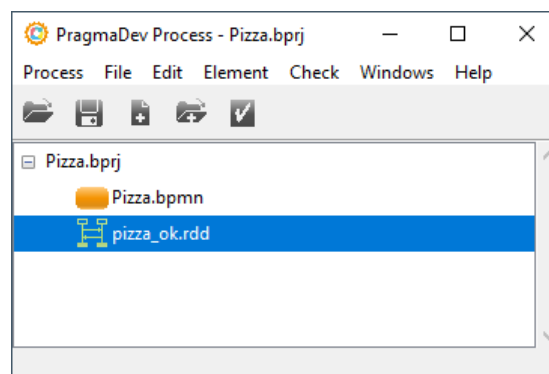 PragmaDev Process - Pizza.bprj
Process File Edit Element Check Windows Help
Pizza.bprj
Pizza.bpmn
pizza_ok.rdd